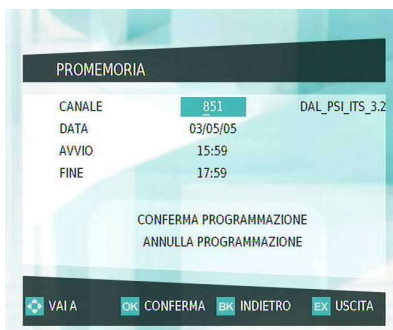 PROMEMORIA
CANALE 851 DAL_PSI_ITS_3.2
DATA 03/05/05
AVVIO 15:59
FINE 17:59
CONFERMA PROGRAMMAZIONE
ANNULLA PROGRAMMAZIONE
VAI A OK CONFERMA BK INDIETRO EX USCITA